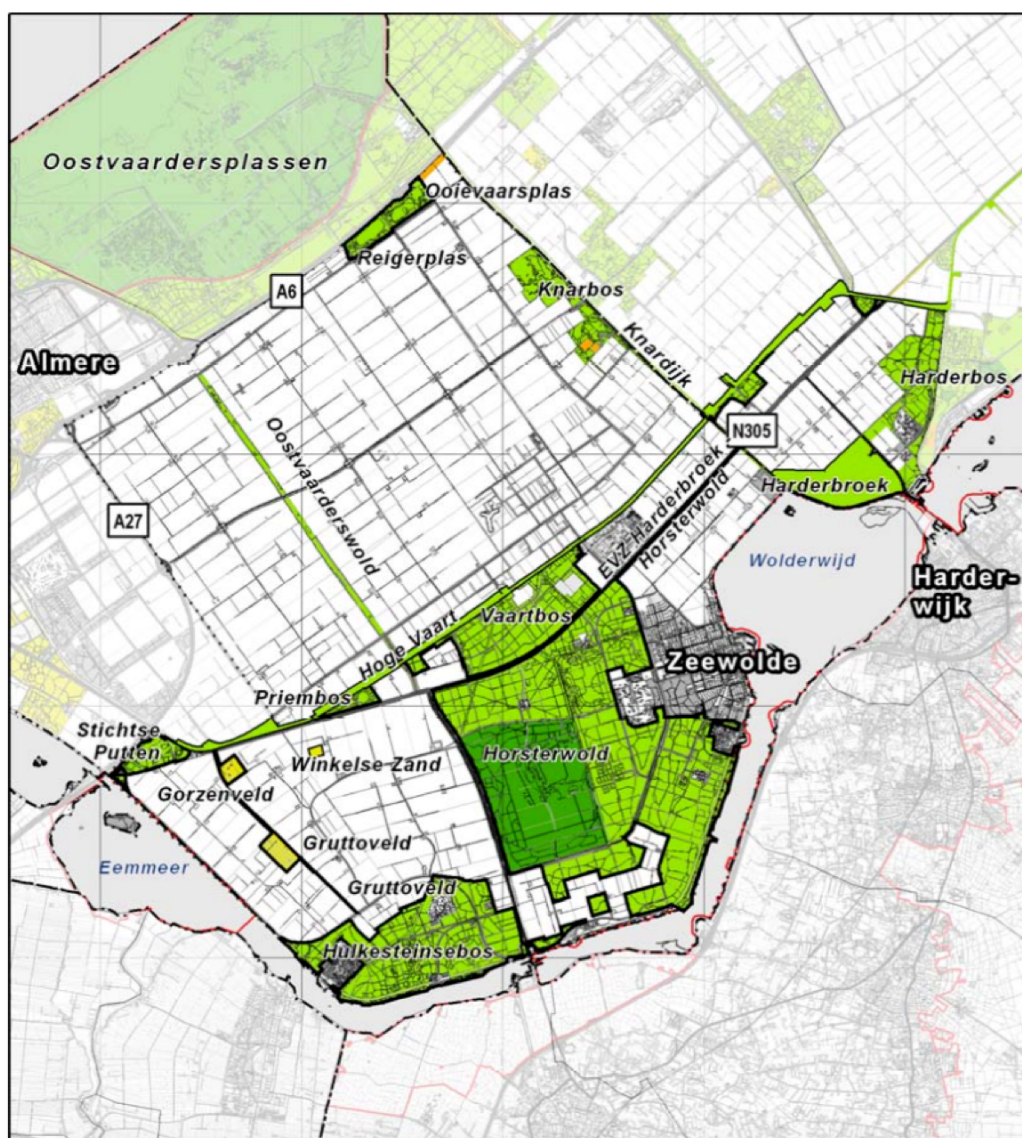 Oostvaardersplassen
Ooievaarsplas
Reigerplas
A6
Knarbos
Knardijk
Almere
Harderbos
N305
Oostvaarderswold
A27
Harderbroek
EVZ Harderbroek
Horsterwold
Wolderwijd
Harder-
wijk
Vaartbos
Hoge Vaart
Zeewolde
Priembos
Stichtse
Putten
Horsterwold
Winkelse Zand
Gorzenveld
Gruttoveld
Eemmeer
Gruttoveld
Hulkesteinsebos